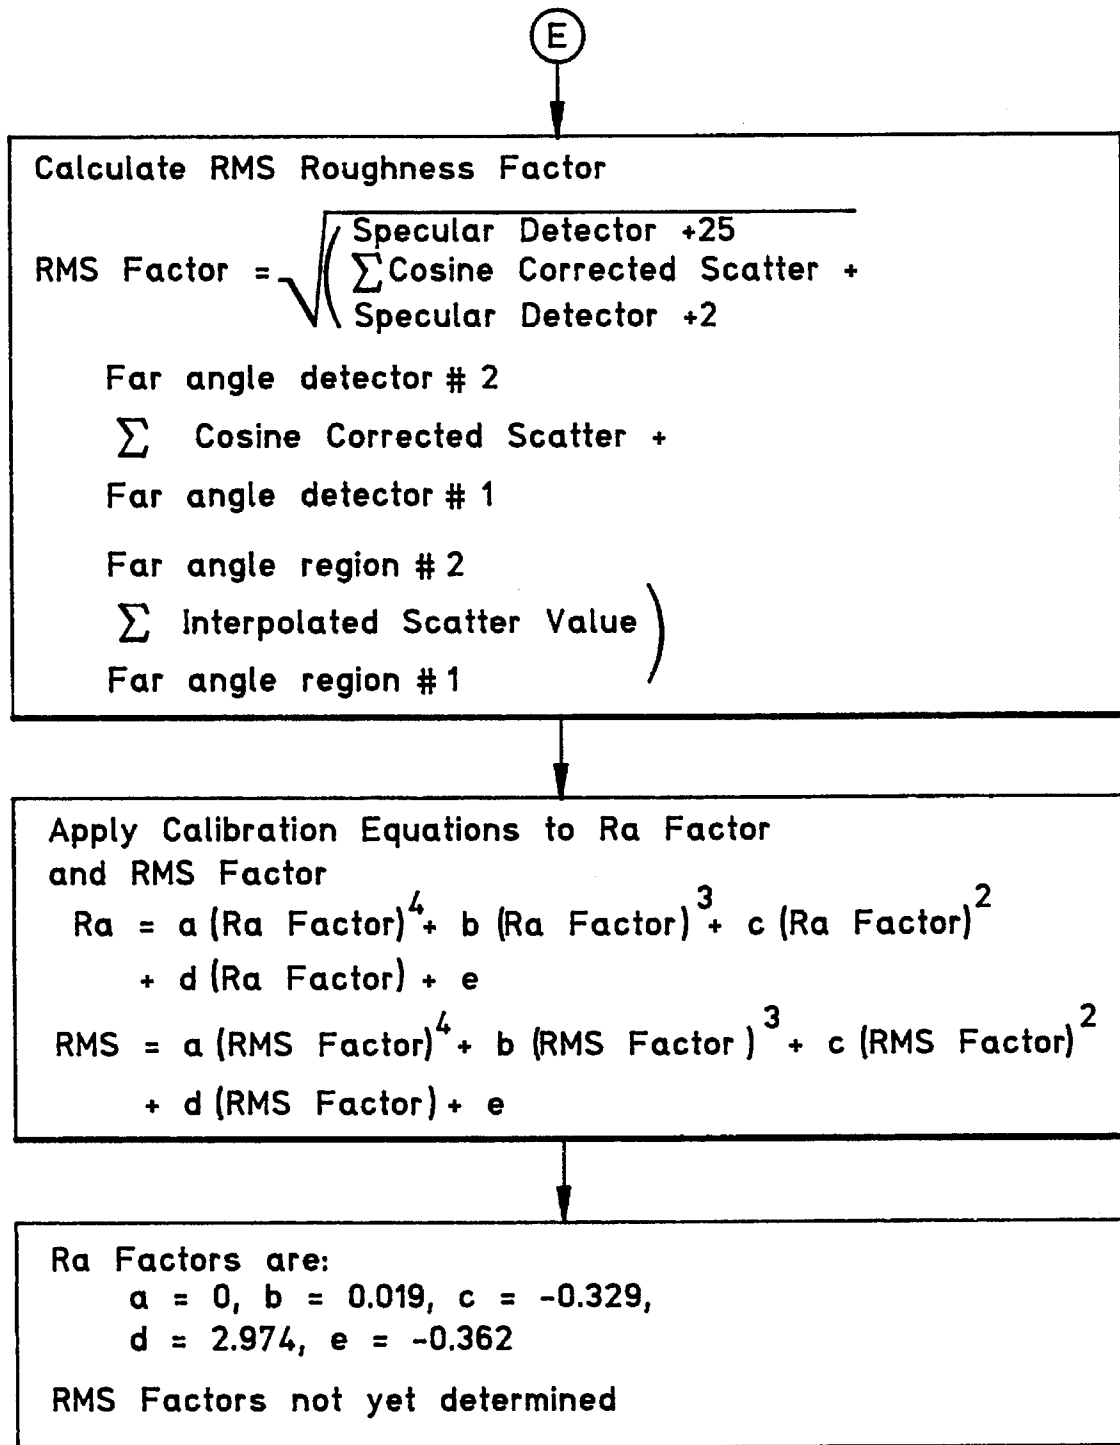 E
Calculate RMS Roughness Factor
Specular Detector +25
RMS Factor = √( ∑ Cosine Corrected Scatter +
Specular Detector +2
Far angle detector # 2
∑ Cosine Corrected Scatter +
Far angle detector # 1
Far angle region # 2
∑ Interpolated Scatter Value )
Far angle region # 1
Apply Calibration Equations to Ra Factor
and RMS Factor
Ra = a (Ra Factor)^4 + b (Ra Factor)^3 + c (Ra Factor)^2
+ d (Ra Factor) + e
RMS = a (RMS Factor)^4 + b (RMS Factor)^3 + c (RMS Factor)^2
+ d (RMS Factor) + e
Ra Factors are:
a = 0, b = 0.019, c = -0.329,
d = 2.974, e = -0.362
RMS Factors not yet determined